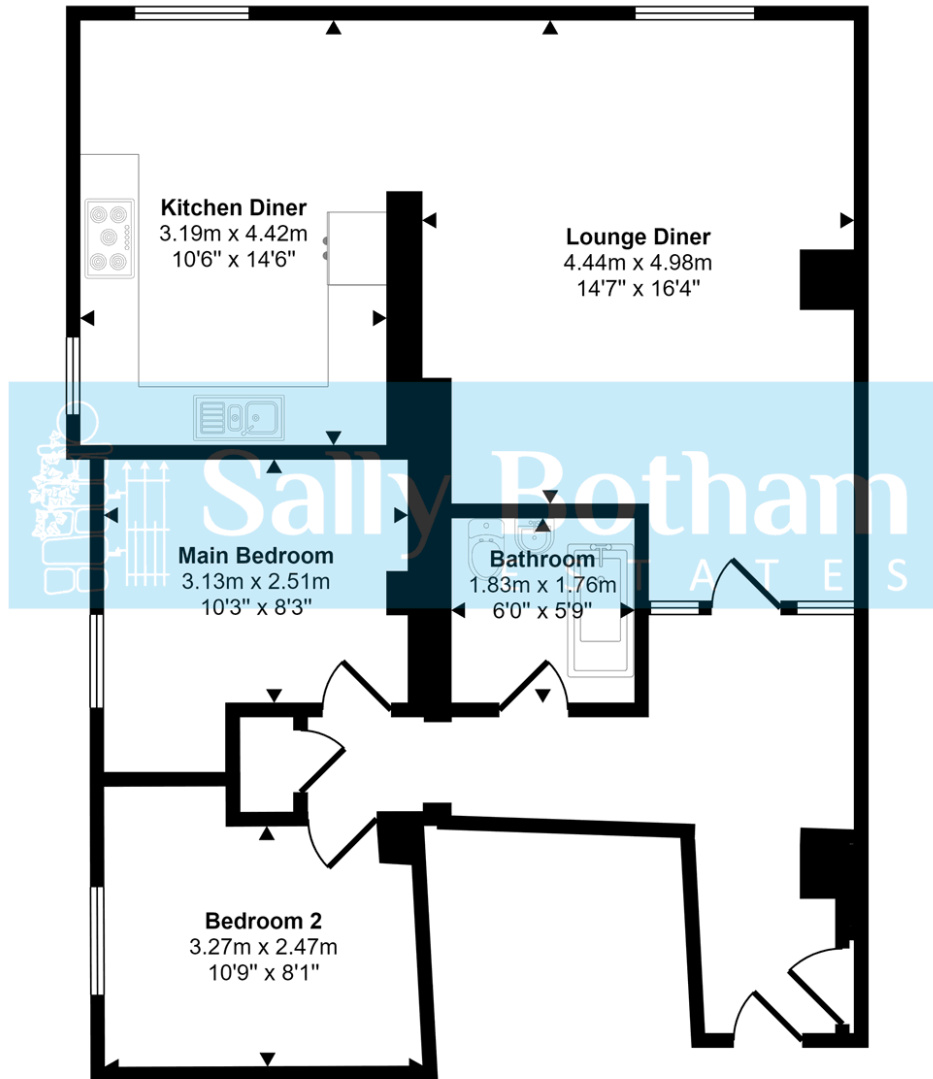 Kitchen Diner
3.19m x 4.42m
10'6" x 14'6"
Lounge Diner
4.44m x 4.98m
14'7" x 16'4"
Sally Botham
ESTATES
Main Bedroom
3.13m x 2.51m
10'3" x 8'3"
Bathroom
1.83m x 1.76m
6'0" x 5'9"
Bedroom 2
3.27m x 2.47m
10'9" x 8'1"